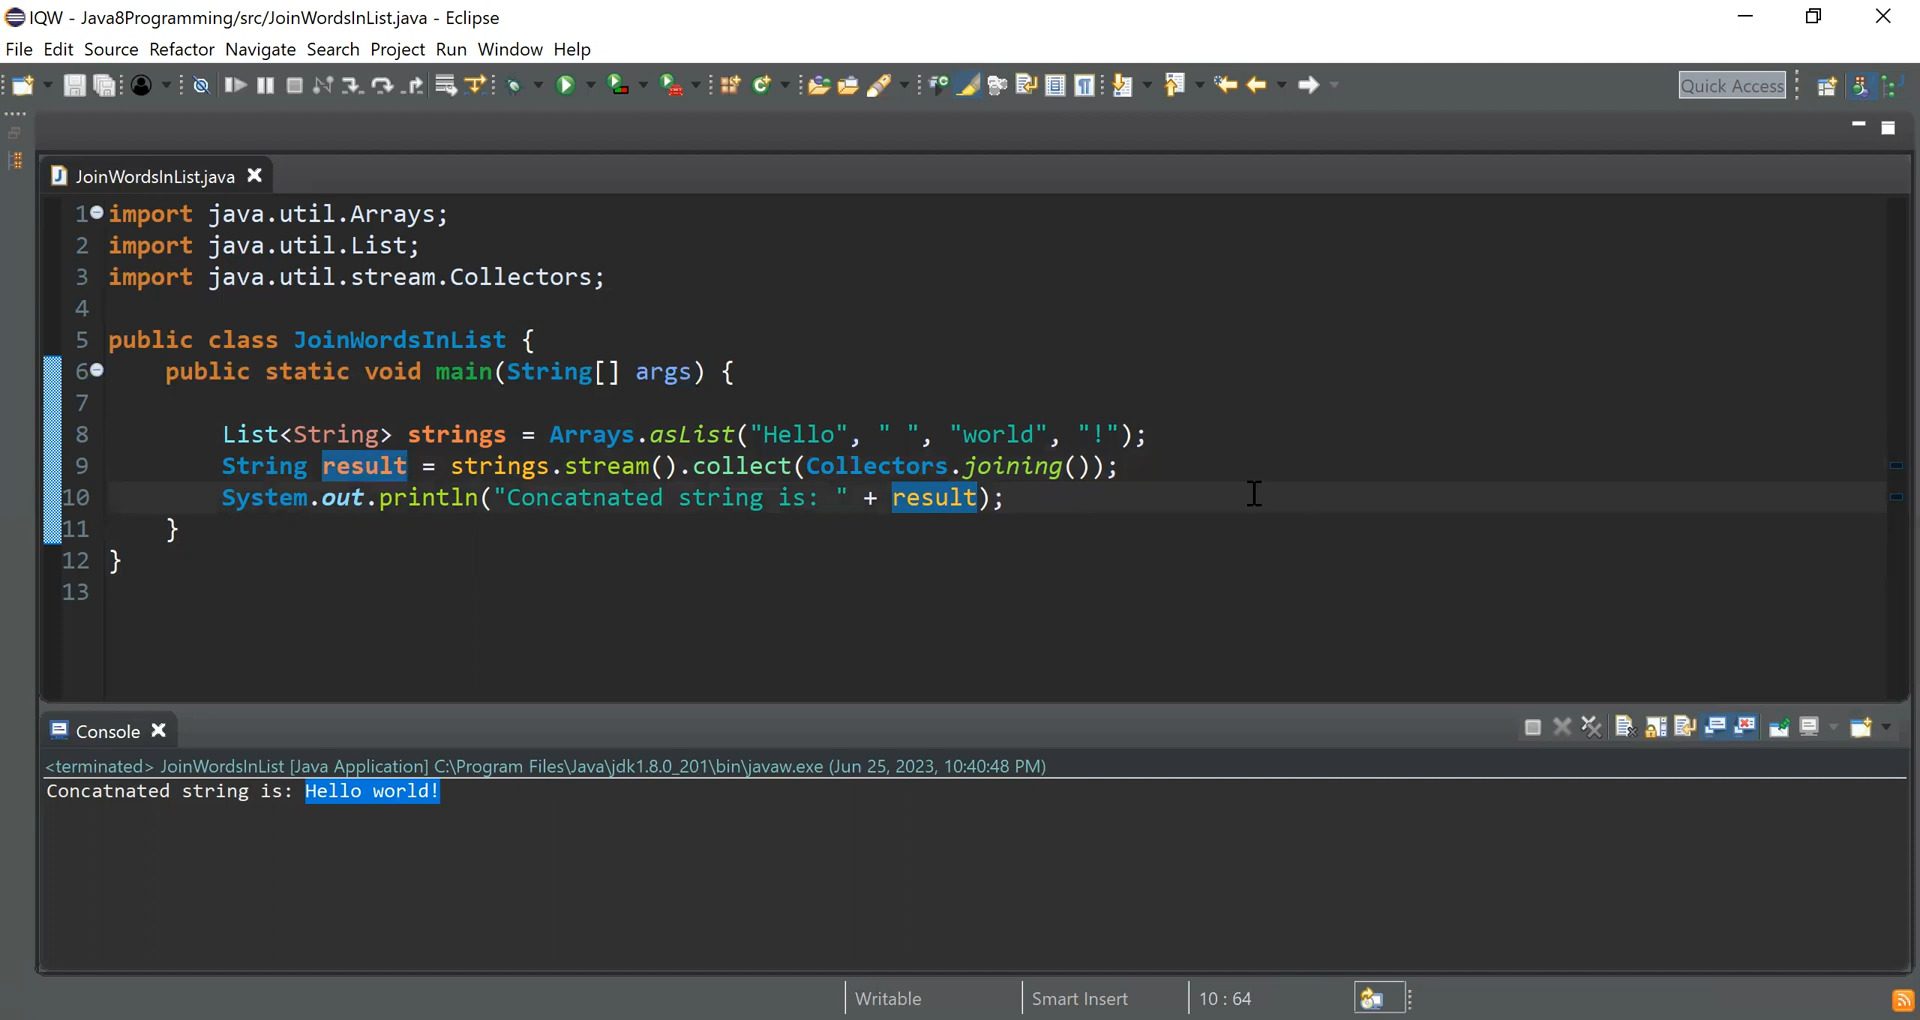 IQW - Java8Programming/src/JoinWordsInList.java - Eclipse
File Edit Source Refactor Navigate Search Project Run Window Help
Quick Access
JoinWordsInList.java
1 import java.util.Arrays;
2 import java.util.List;
3 import java.util.stream.Collectors;
4
5 public class JoinWordsInList {
6 public static void main(String[] args) {
7
8 List<String> strings = Arrays.asList("Hello", " ", "world", "!");
9 String result = strings.stream().collect(Collectors.joining());
10 System.out.println("Concatnated string is: " + result);
11 }
12 }
13
Console
<terminated> JoinWordsInList [Java Application] C:\Program Files\Java\jdk1.8.0_201\bin\javaw.exe (Jun 25, 2023, 10:40:48 PM)
Concatnated string is: Hello world!
Writable Smart Insert 10 : 64